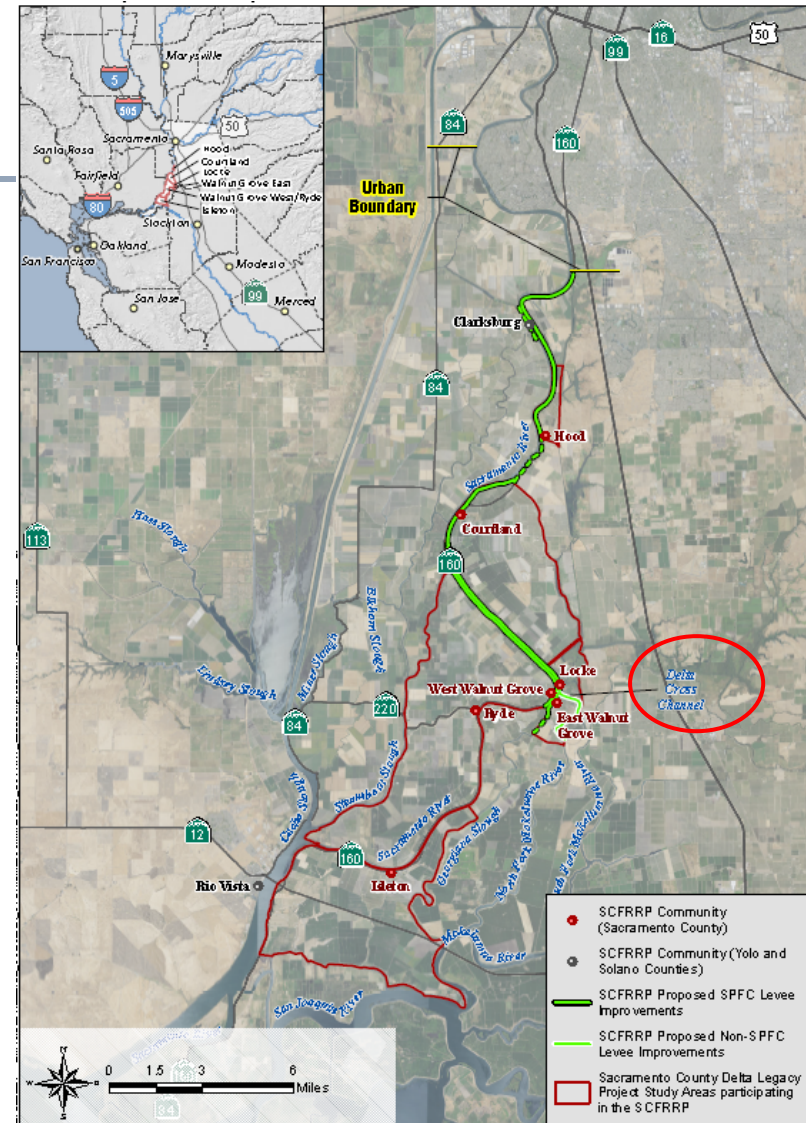 Marysville
5
505
50
Sacramento
Santa Rosa
Fairfield
Hood
Courtland
Locke
Walnut Grove East
Walnut Grove West/Ryde
Isleton
80
Stockton
Oakland
San Francisco
Modesto
San Jose
99
Merced
50
16
99
84
160
Urban
Boundary
Clarksburg
84
Hood
Sacramento River
Courtland
113
Hass Slough
160
Elkhorn Slough
Lindsey Slough
Miner Slough
Locke
West Walnut Grove
Delta
Cross
Channel
220
Ryde
East Walnut
Grove
84
Steamboat Slough
Cache Slough
Sacramento River
Georgiana Slough
North Fork Mokelumne River
12
160
Isleton
Rio Vista
Mokelumne River
San Joaquin River
160
84
N
W
E
S
0 1.5 3 6
Miles
SCFRRP Community
(Sacramento County)
SCFRRP Community (Yolo and
Solano Counties)
SCFRRP Proposed SPFC Levee
Improvements
SCFRRP Proposed Non-SPFC
Levee Improvements
Sacramento County Delta Legacy
Project Study Areas participating
in the SCFRRP